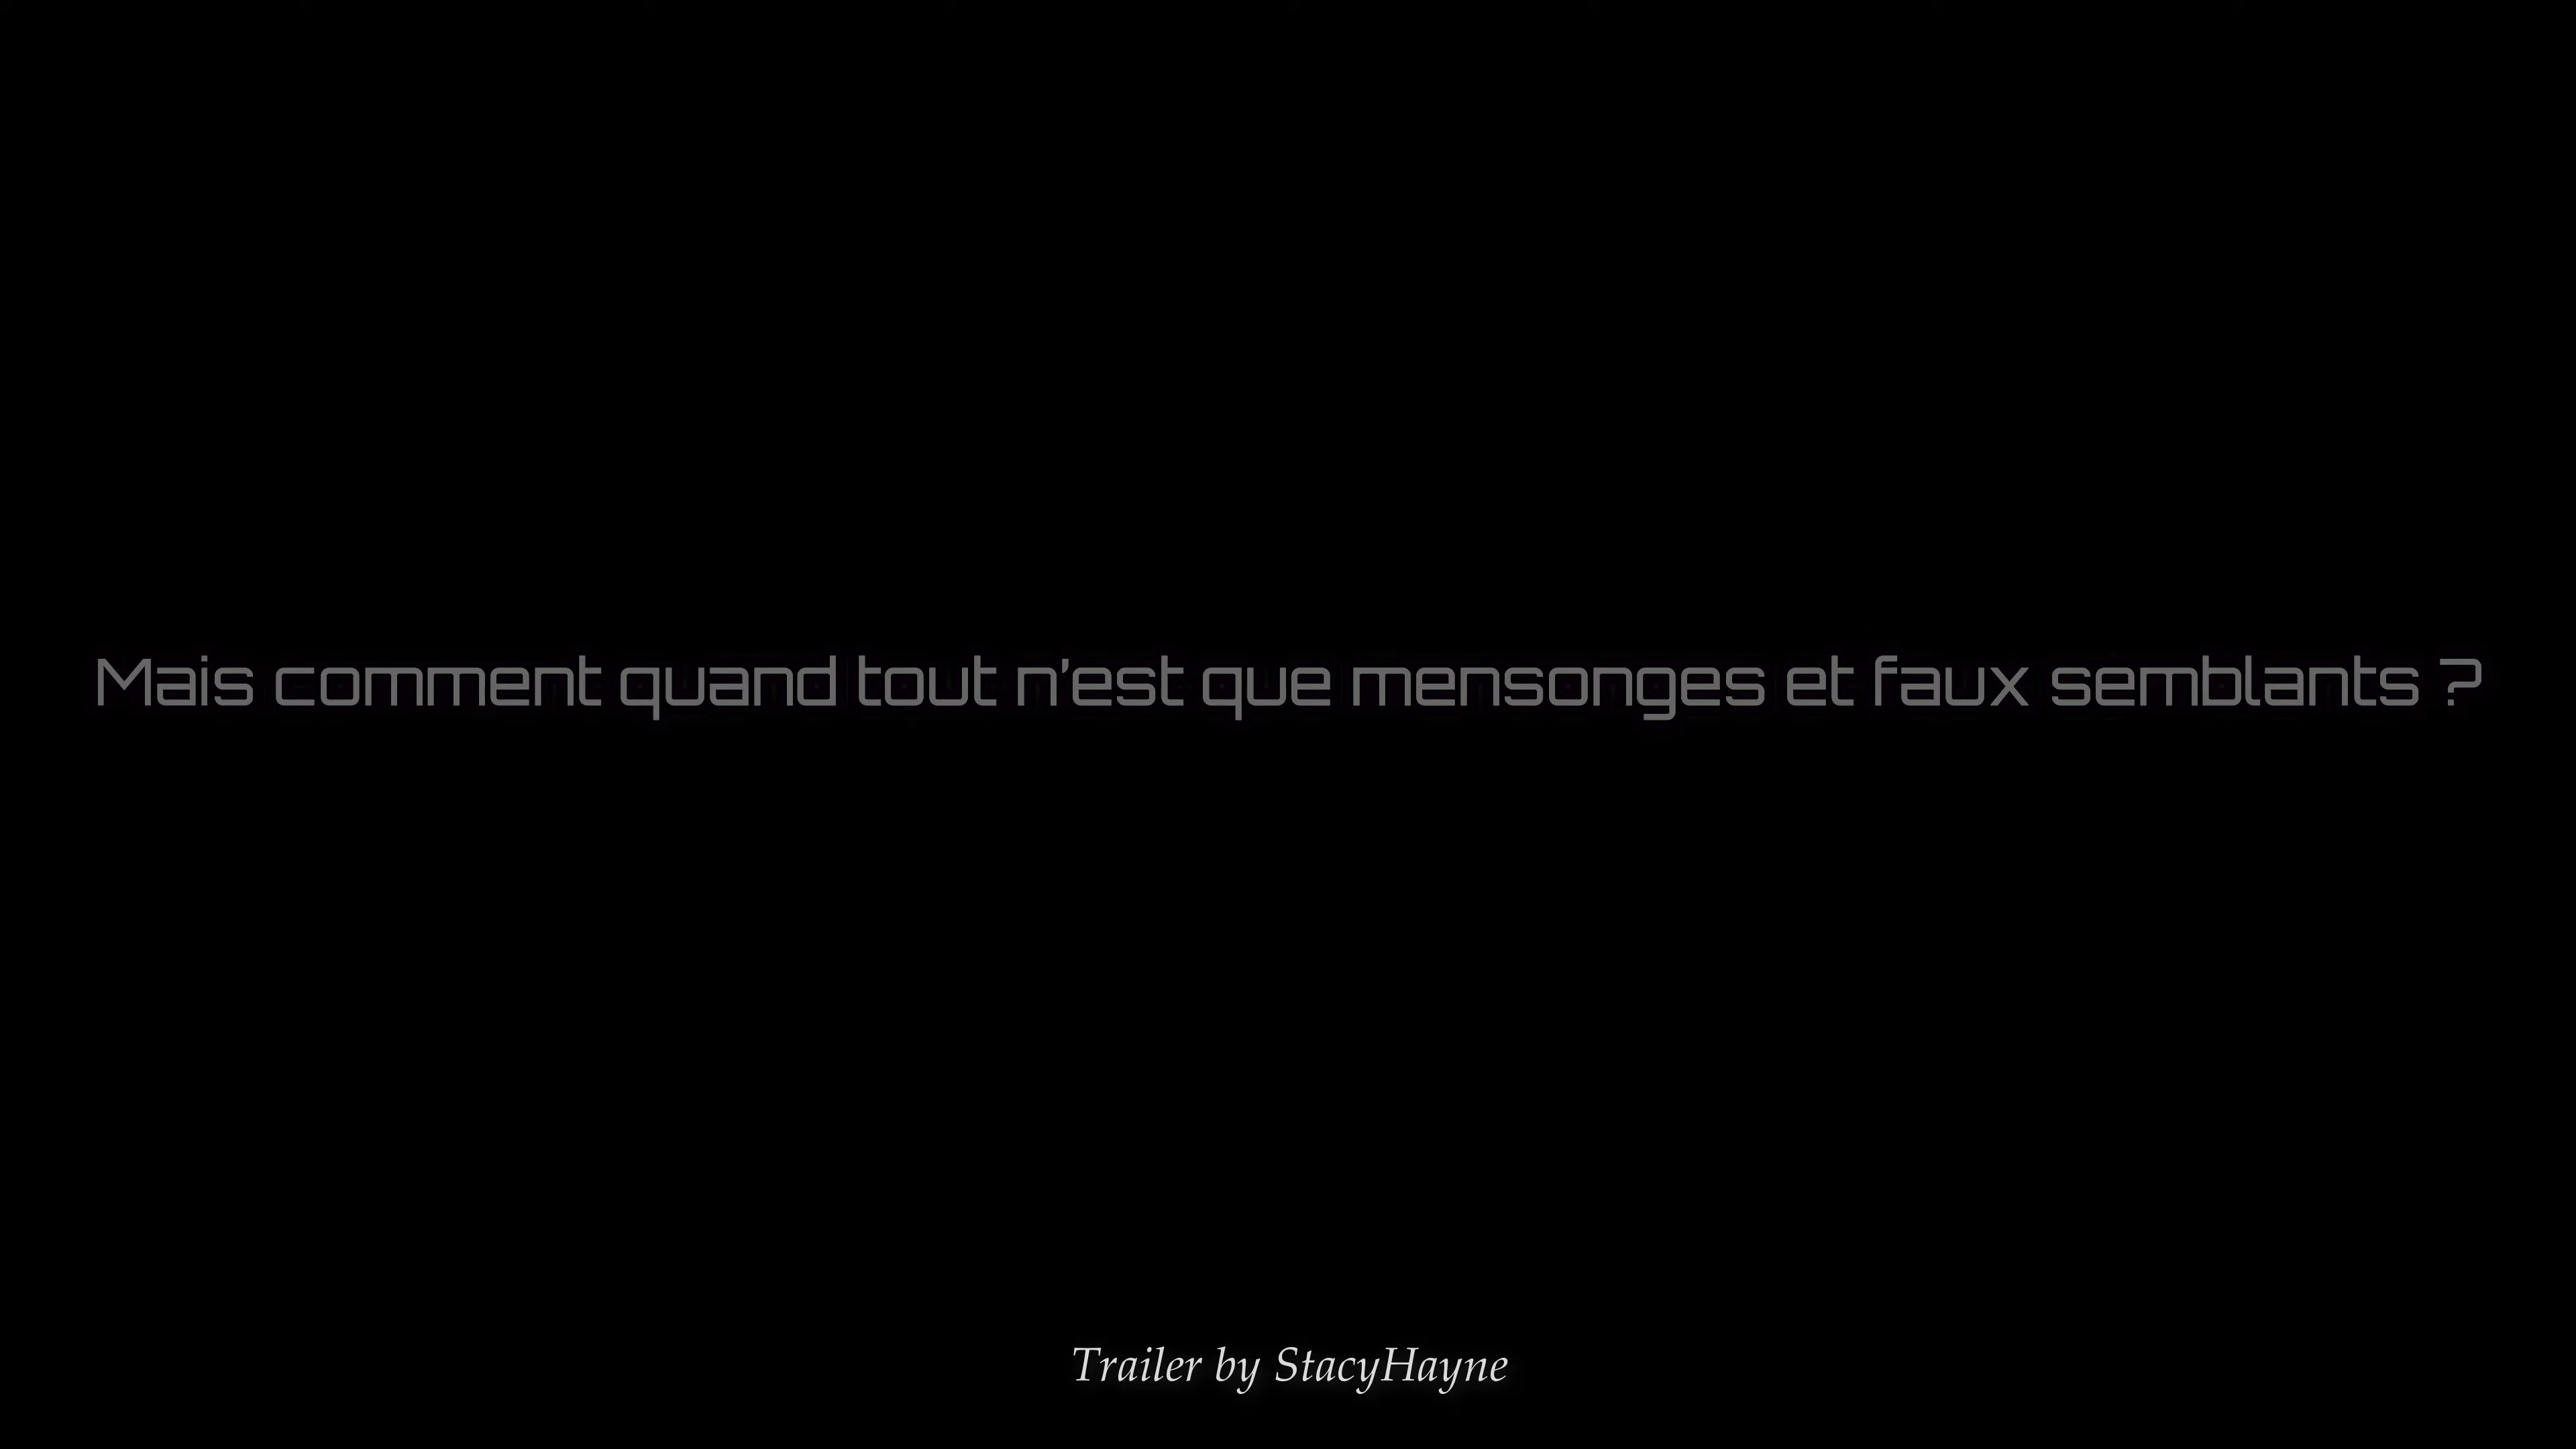 Mais comment quand tout n’est que mensonges et faux semblants ?
Trailer by StacyHayne